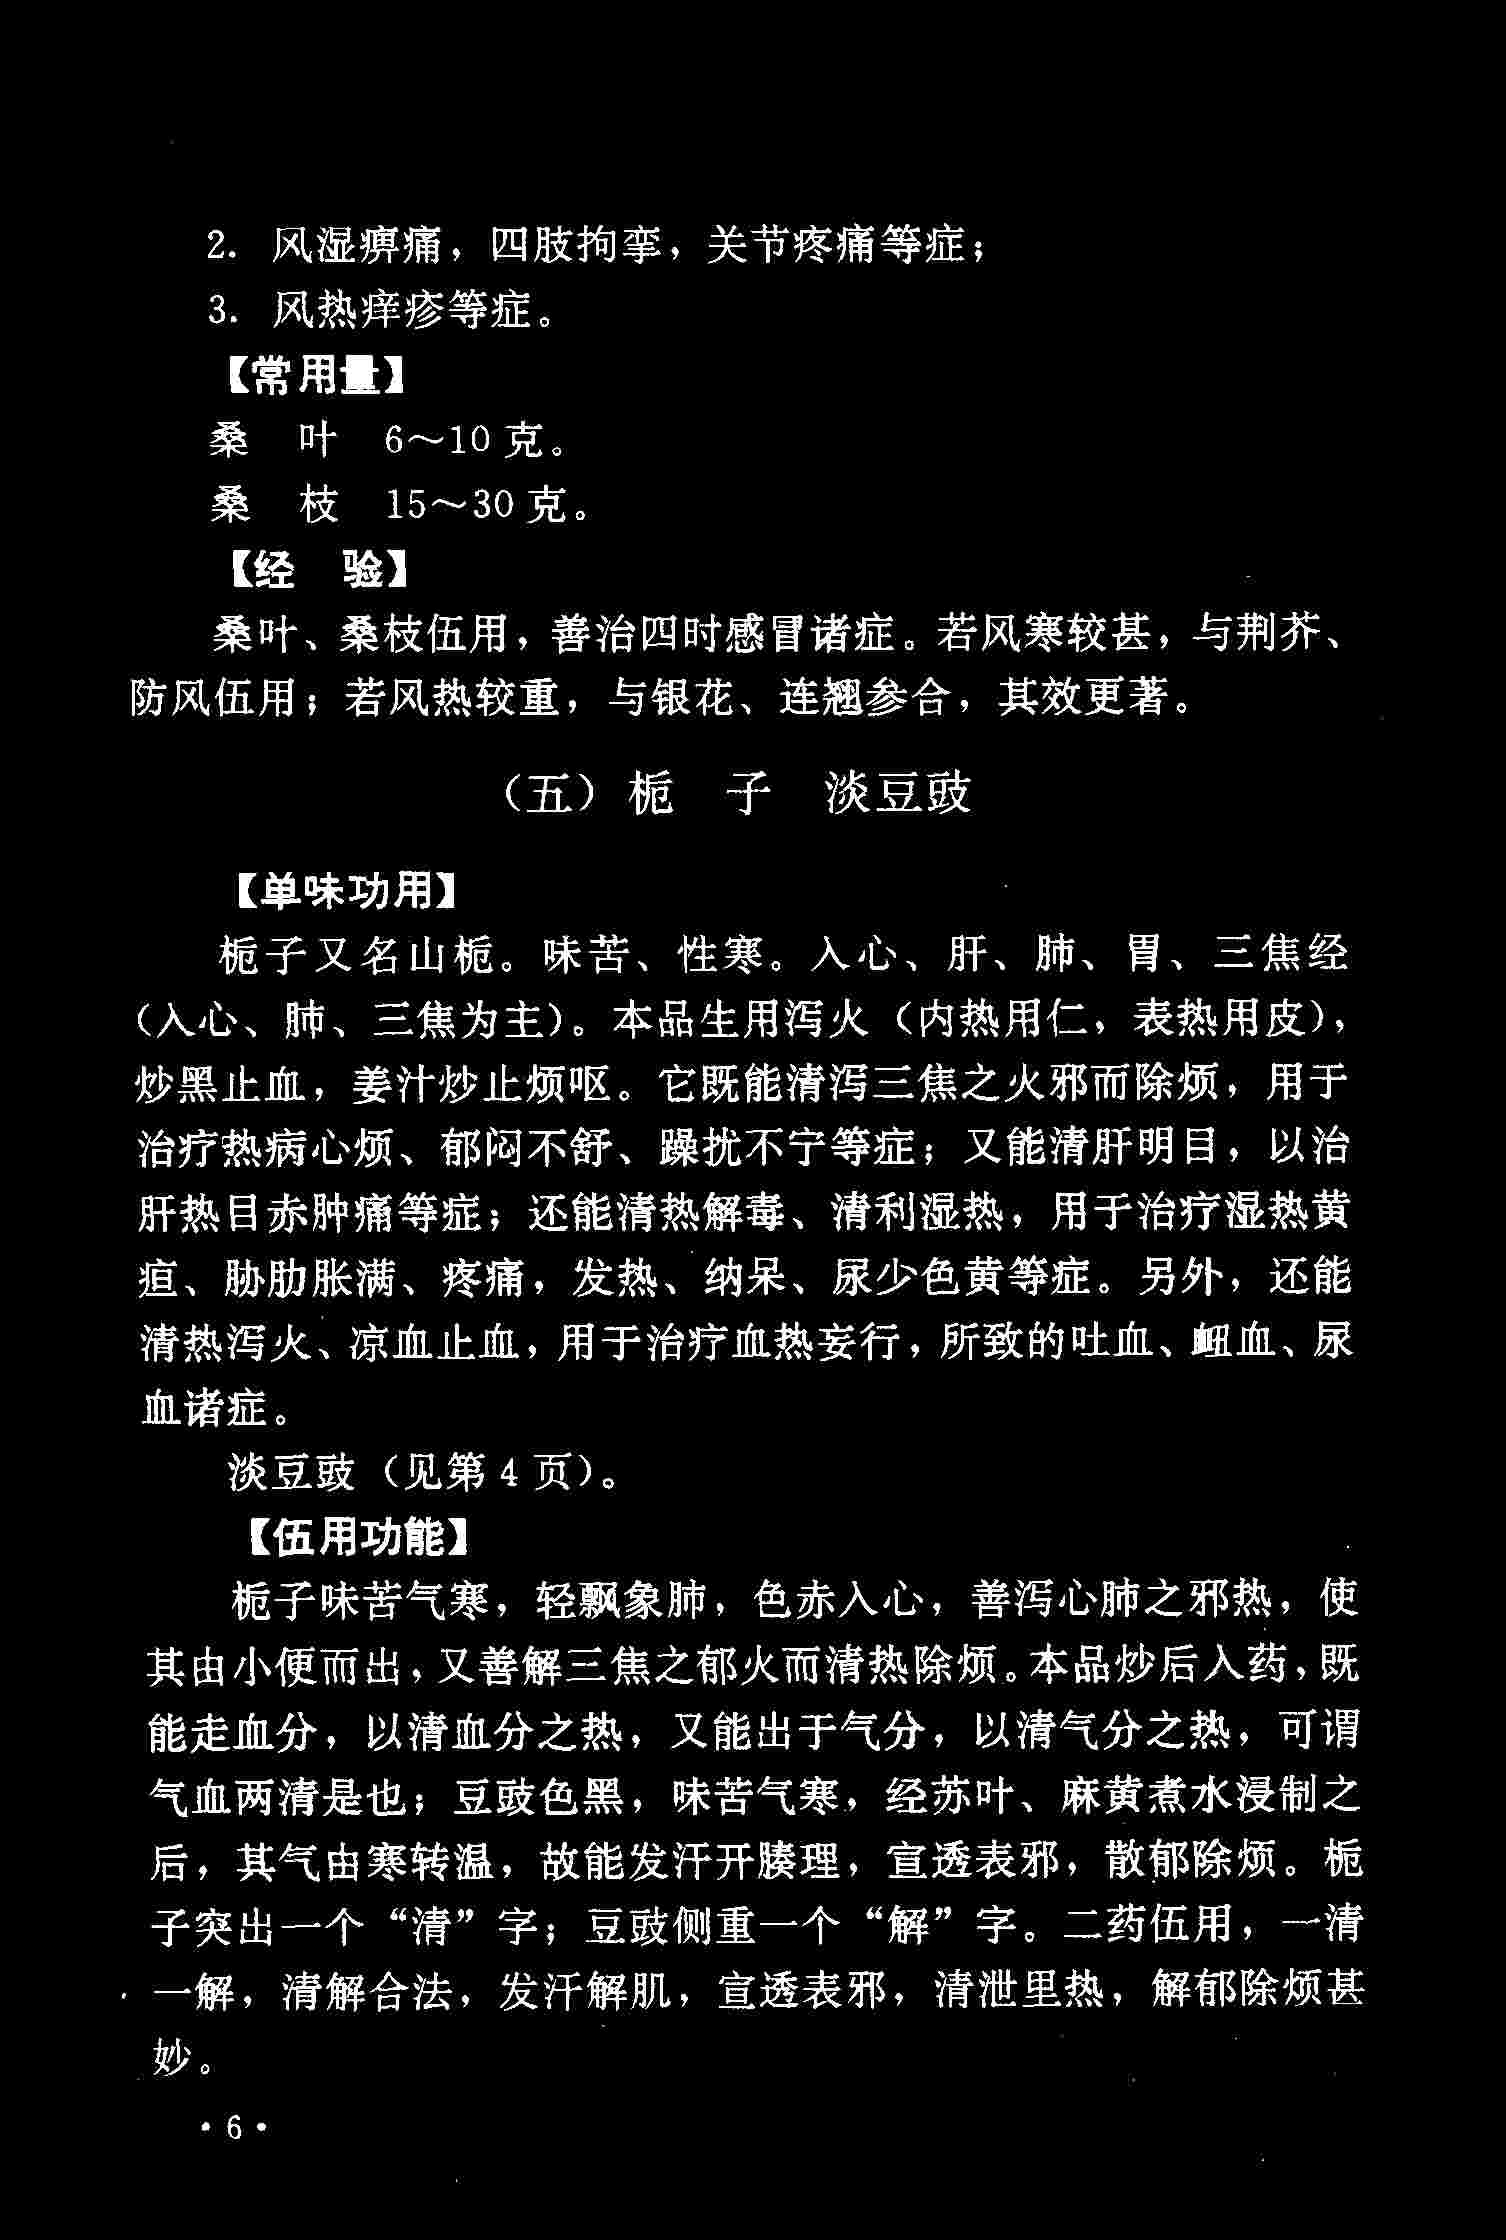 2. 风湿痹痛，四肢拘挛，关节疼痛等症；
3. 风热痒疹等症。
【常用量】
桑　叶　6～10 克。
桑　枝　15～30 克。
【经　验】
桑叶、桑枝伍用，善治四时感冒诸症。若风寒较甚，与荆芥、
防风伍用；若风热较重，与银花、连翘参合，其效更著。
（五）栀　子　淡豆豉
【单味功用】
栀子又名山栀。味苦、性寒。入心、肝、肺、胃、三焦经
（入心、肺、三焦为主）。本品生用泻火（内热用仁，表热用皮），
炒黑止血，姜汁炒止烦呕。它既能清泻三焦之火邪而除烦，用于
治疗热病心烦、郁闷不舒、躁扰不宁等症；又能清肝明目，以治
肝热目赤肿痛等症；还能清热解毒、清利湿热，用于治疗湿热黄
疸、胁肋胀满、疼痛，发热、纳呆、尿少色黄等症。另外，还能
清热泻火、凉血止血，用于治疗血热妄行，所致的吐血、衄血、尿
血诸症。
淡豆豉（见第 4 页）。
【伍用功能】
栀子味苦气寒，轻飘象肺，色赤入心，善泻心肺之邪热，使
其由小便而出，又善解三焦之郁火而清热除烦。本品炒后入药，既
能走血分，以清血分之热，又能出于气分，以清气分之热，可谓
气血两清是也；豆豉色黑，味苦气寒，经苏叶、麻黄煮水浸制之
后，其气由寒转温，故能发汗开腠理，宣透表邪，散郁除烦。栀
子突出一个“清”字；豆豉侧重一个“解”字。二药伍用，一清
一解，清解合法，发汗解肌，宣透表邪，清泄里热，解郁除烦甚
妙。
· 6 ·